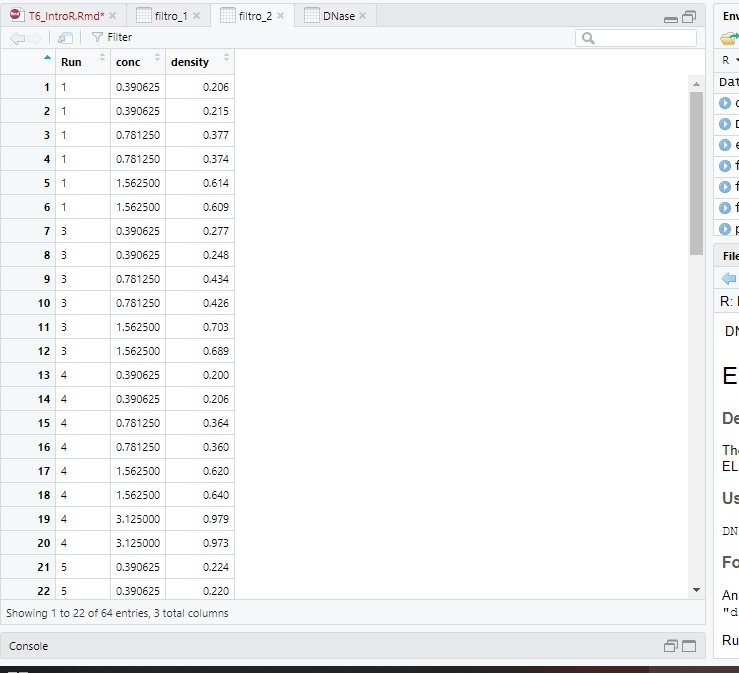 T6_IntroR.Rmd* filtro_1 filtro_2 DNase
Filter
Run conc density
1 1 0.390625 0.206
2 1 0.390625 0.215
3 1 0.781250 0.377
4 1 0.781250 0.374
5 1 1.562500 0.614
6 1 1.562500 0.609
7 3 0.390625 0.277
8 3 0.390625 0.248
9 3 0.781250 0.434
10 3 0.781250 0.426
11 3 1.562500 0.703
12 3 1.562500 0.689
13 4 0.390625 0.200
14 4 0.390625 0.206
15 4 0.781250 0.364
16 4 0.781250 0.360
17 4 1.562500 0.620
18 4 1.562500 0.640
19 4 3.125000 0.979
20 4 3.125000 0.973
21 5 0.390625 0.224
22 5 0.390625 0.220
Showing 1 to 22 of 64 entries, 3 total columns
Console
Env
R
Dat
File
R:
DN
E
De
The
EL
Us
DN
Fo
An
"d
Ru